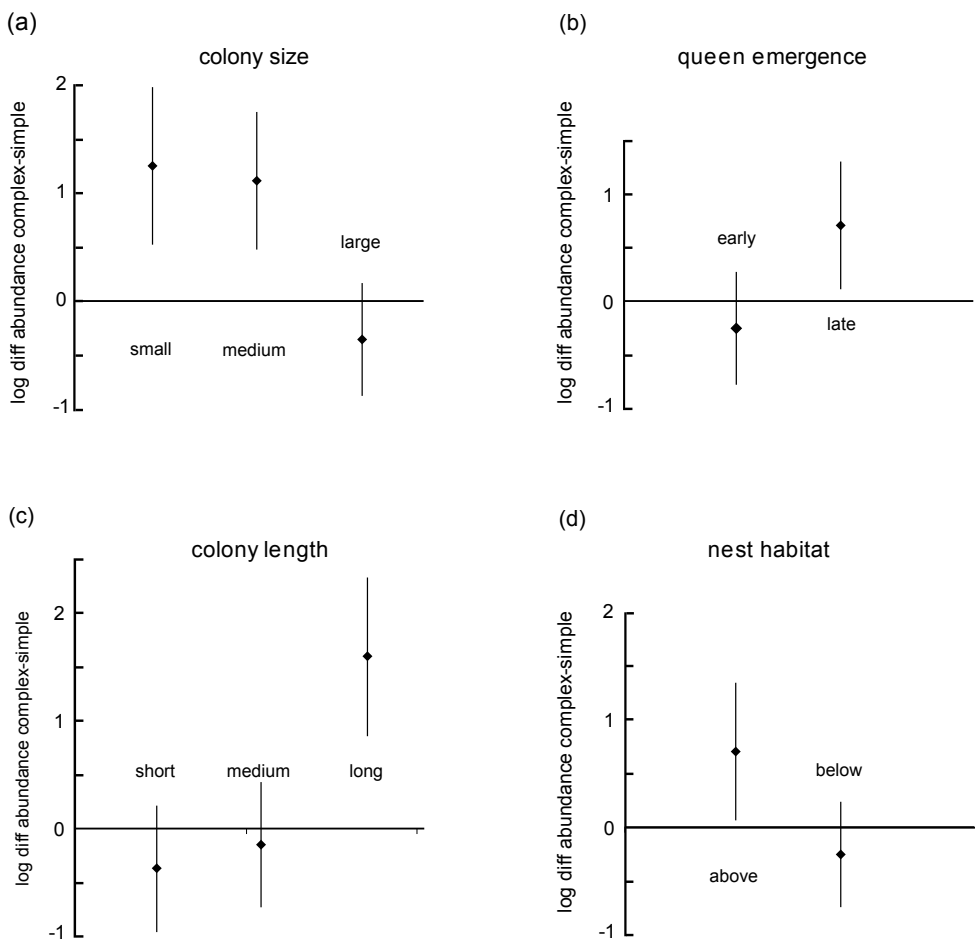 (a)
colony size
log diff abundance complex-simple
2
1
0
-1
small
medium
large
(b)
queen emergence
log diff abundance complex-simple
1
0
-1
early
late
(c)
colony length
log diff abundance complex-simple
2
1
0
-1
short
medium
long
(d)
nest habitat
log diff abundance complex-simple
2
1
0
-1
above
below